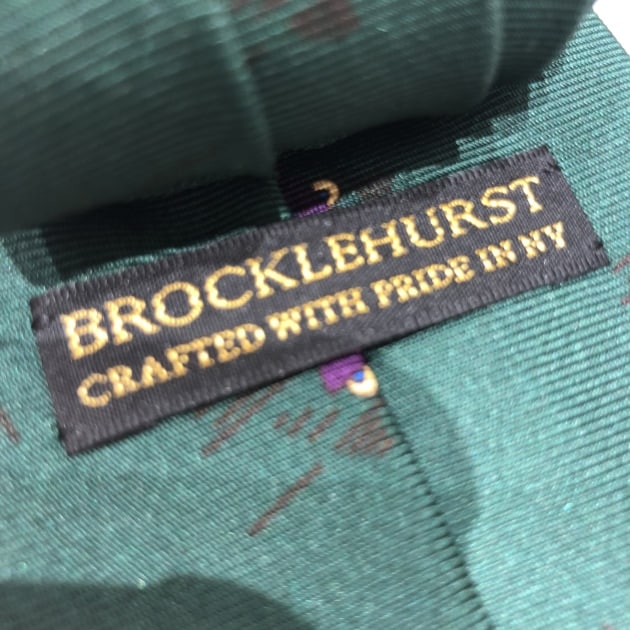 BROCKLEHURST
CRAFTED WITH PRIDE IN NY